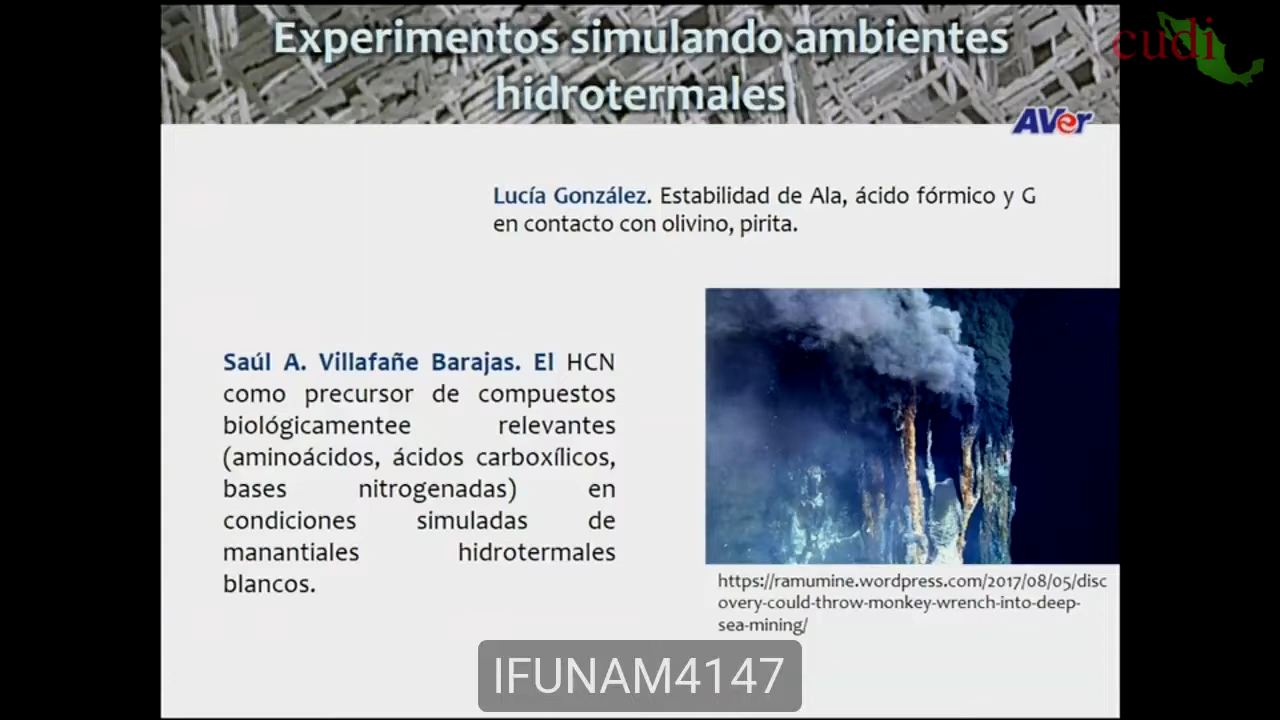 Experimentos simulando ambientes
hidrotermales
cudi
AVer
Lucía González. Estabilidad de Ala, ácido fórmico y G
en contacto con olivino, pirita.
Saúl A. Villafañe Barajas. El HCN
como precursor de compuestos
biológicamentee relevantes
(aminoácidos, ácidos carboxílicos,
bases nitrogenadas) en
condiciones simuladas de
manantiales hidrotermales
blancos.
https://ramumine.wordpress.com/2017/08/05/disc
overy-could-throw-monkey-wrench-into-deep-
sea-mining/
IFUNAM4147